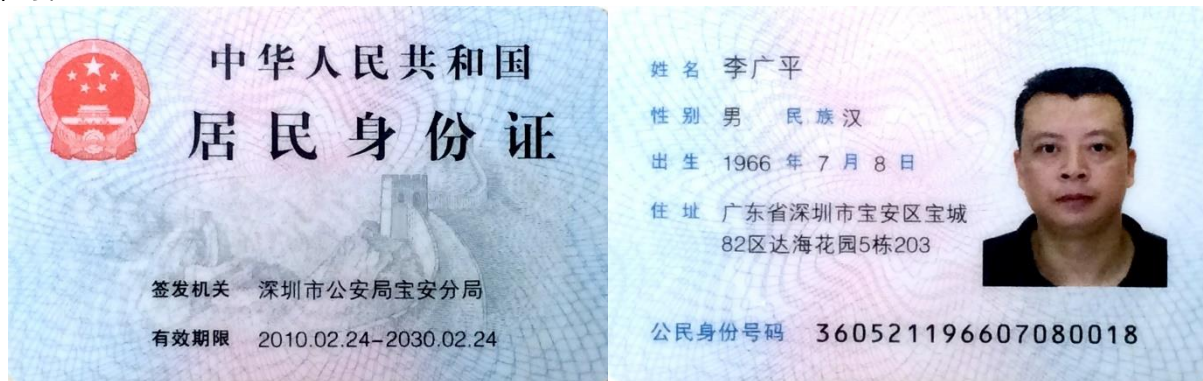 中华人民共和国
居民身份证
签发机关 深圳市公安局宝安分局
有效期限 2010.02.24-2030.02.24
姓名 李广平
性别 男 民族 汉
出生 1966 年 7 月 8 日
住址 广东省深圳市宝安区宝城
82区达海花园5栋203
公民身份号码 360521196607080018